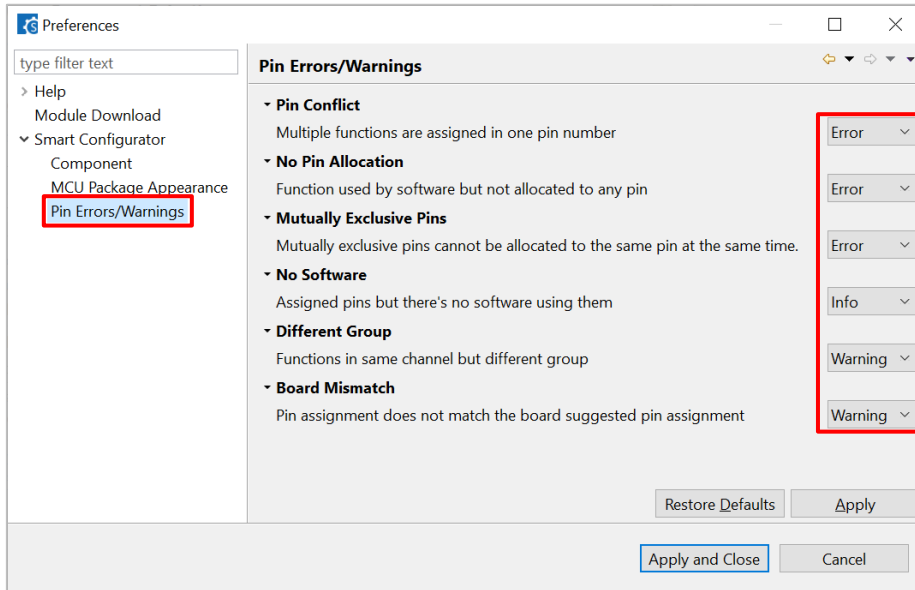 Preferences
type filter text
Help
Module Download
Smart Configurator
Component
MCU Package Appearance
Pin Errors/Warnings
Pin Errors/Warnings
Pin Conflict
Multiple functions are assigned in one pin number
Error
No Pin Allocation
Function used by software but not allocated to any pin
Error
Mutually Exclusive Pins
Mutually exclusive pins cannot be allocated to the same pin at the same time.
Error
No Software
Assigned pins but there's no software using them
Info
Different Group
Functions in same channel but different group
Warning
Board Mismatch
Pin assignment does not match the board suggested pin assignment
Warning
Restore Defaults
Apply
Apply and Close
Cancel